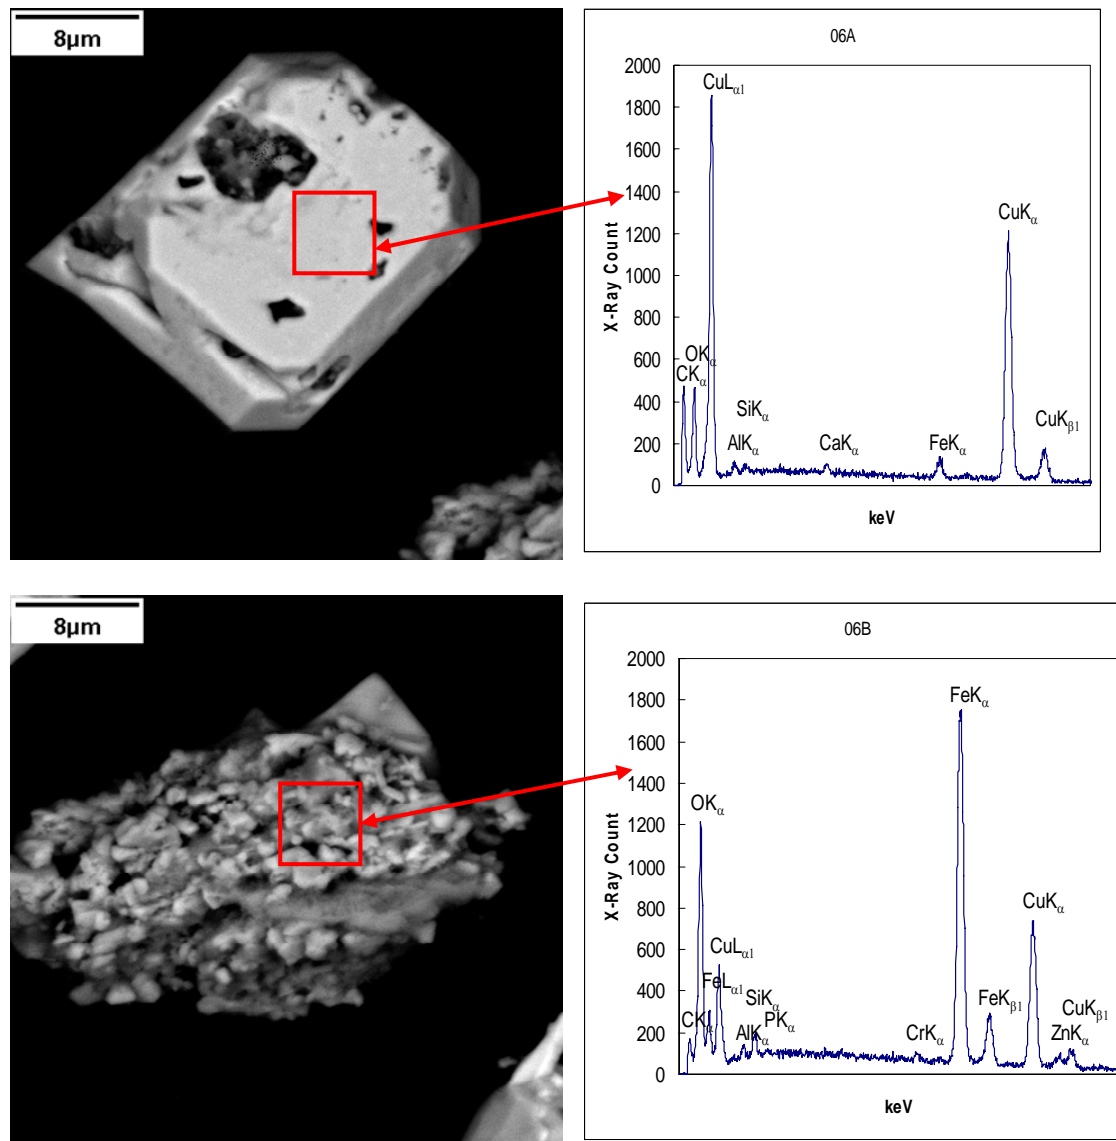 8µm
06A
X-Ray Count
2000
1800
1600
1400
1200
1000
800
600
400
200
0
CuLα1
OKα
CKα
SiKα
AlKα
CaKα
FeKα
CuKα
CuKβ1
keV
8µm
06B
X-Ray Count
2000
1800
1600
1400
1200
1000
800
600
400
200
0
OKα
CuLα1
FeLα1
CKα
SiKα
AlKα
PKα
CrKα
FeKα
FeKβ1
CuKα
CuKβ1
ZnKα
keV